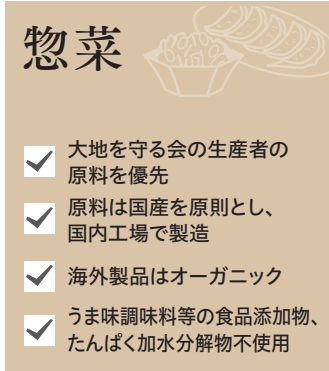 惣菜
大地を守る会の生産者の
原料を優先
原料は国産を原則とし、
国内工場で製造
海外製品はオーガニック
うま味調味料等の食品添加物、
たんぱく加水分解物不使用